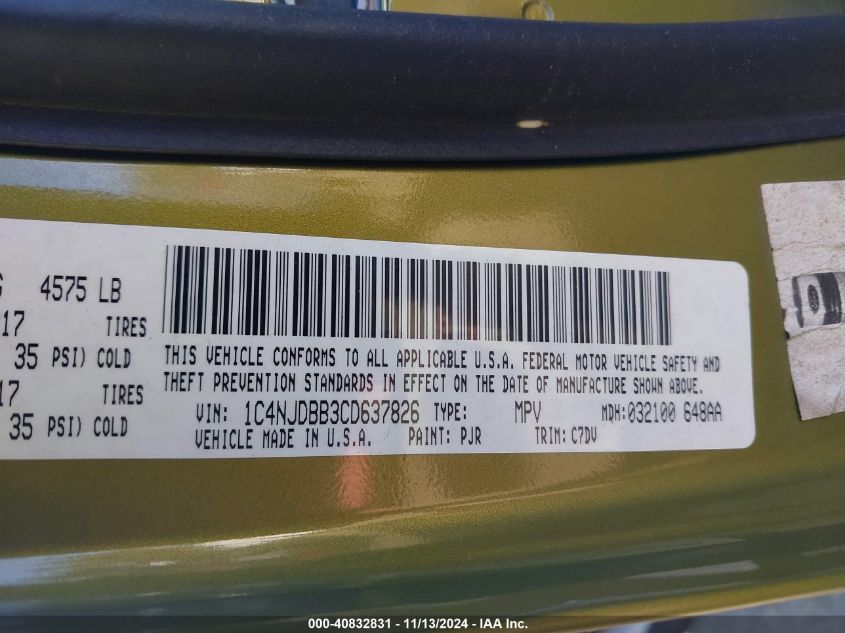 G 4575 LB
17 TIRES
35 PSI) COLD
17 TIRES
35 PSI) COLD
THIS VEHICLE CONFORMS TO ALL APPLICABLE U.S.A. FEDERAL MOTOR VEHICLE SAFETY AND
THEFT PREVENTION STANDARDS IN EFFECT ON THE DATE OF MANUFACTURE SHOWN ABOVE.
VIN: 1C4NJDBB3CD637826 TYPE: MPV MDH:032100 648AA
VEHICLE MADE IN U.S.A. PAINT: PJR TRIM: C7DV
000-40832831 - 11/13/2024 - IAA Inc.